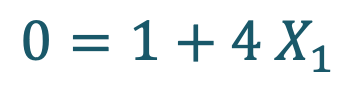 0 = 1 + 4 X₁